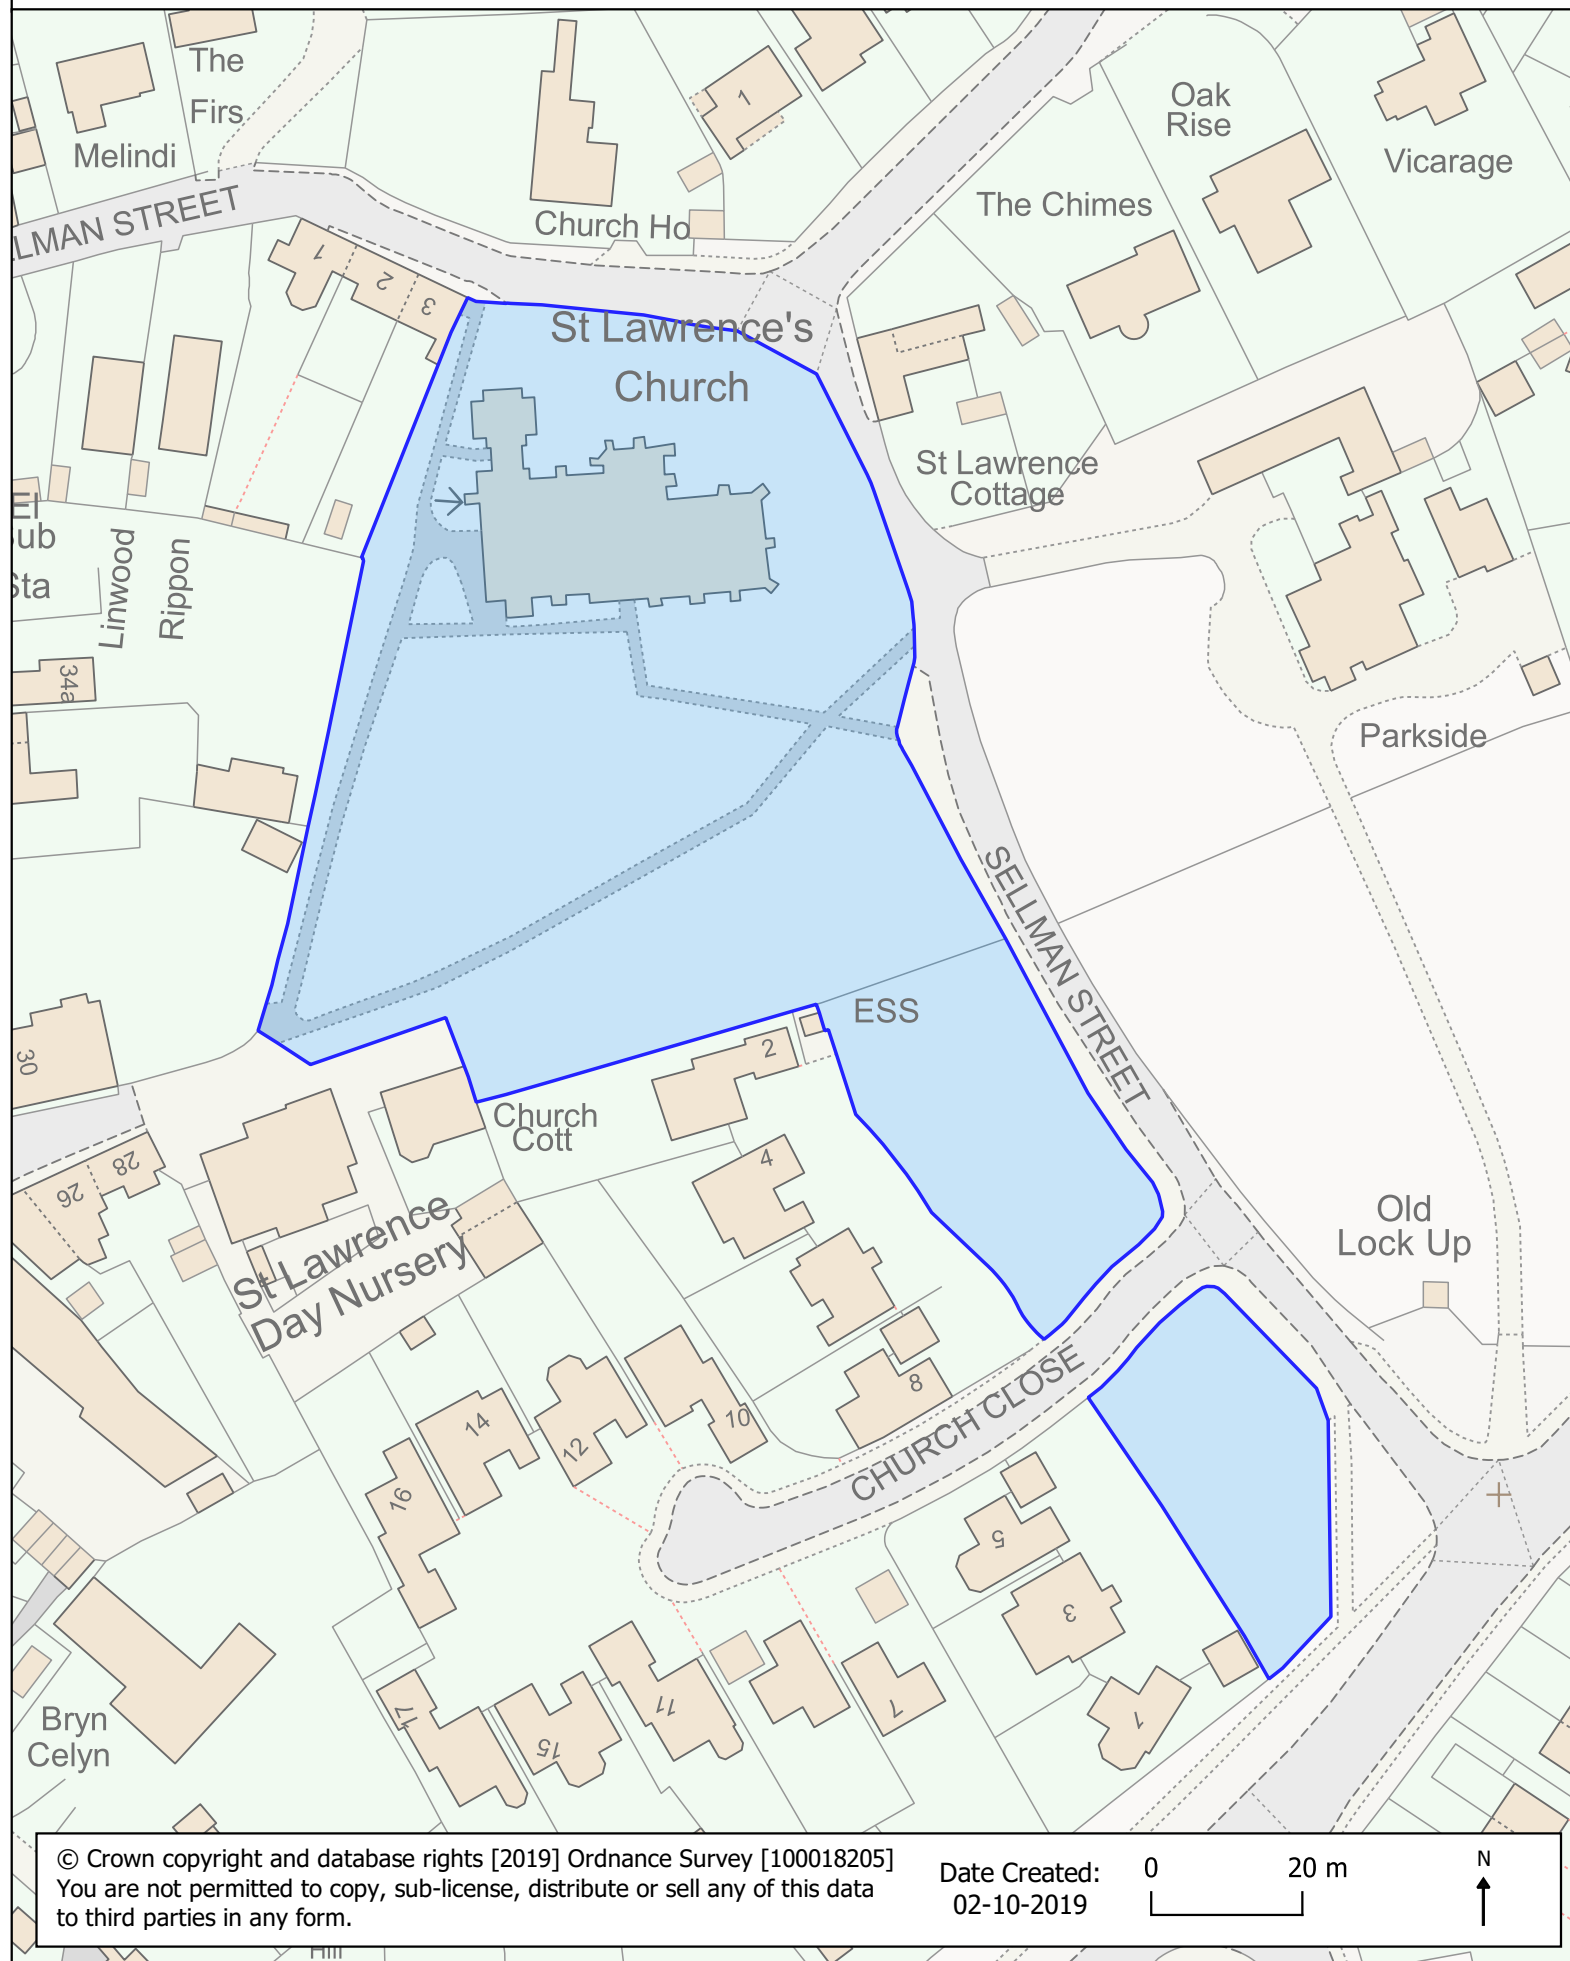 The
Firs
Melindi
1
Oak
Rise
Vicarage
The Chimes
Church Ho
LLMAN STREET
1
2
3
St Lawrence's
Church
St Lawrence
Cottage
El
Sub
Sta
Linwood
Rippon
34a
Parkside
SELLMAN STREET
ESS
30
2
Church
Cott
28
26
4
St Lawrence
Day Nursery
Old
Lock Up
8
CHURCH CLOSE
10
12
14
16
5
3
1
7
11
15
17
Bryn
Celyn
© Crown copyright and database rights [2019] Ordnance Survey [100018205]
You are not permitted to copy, sub-license, distribute or sell any of this data
to third parties in any form.
Date Created:
02-10-2019
0 20 m
N